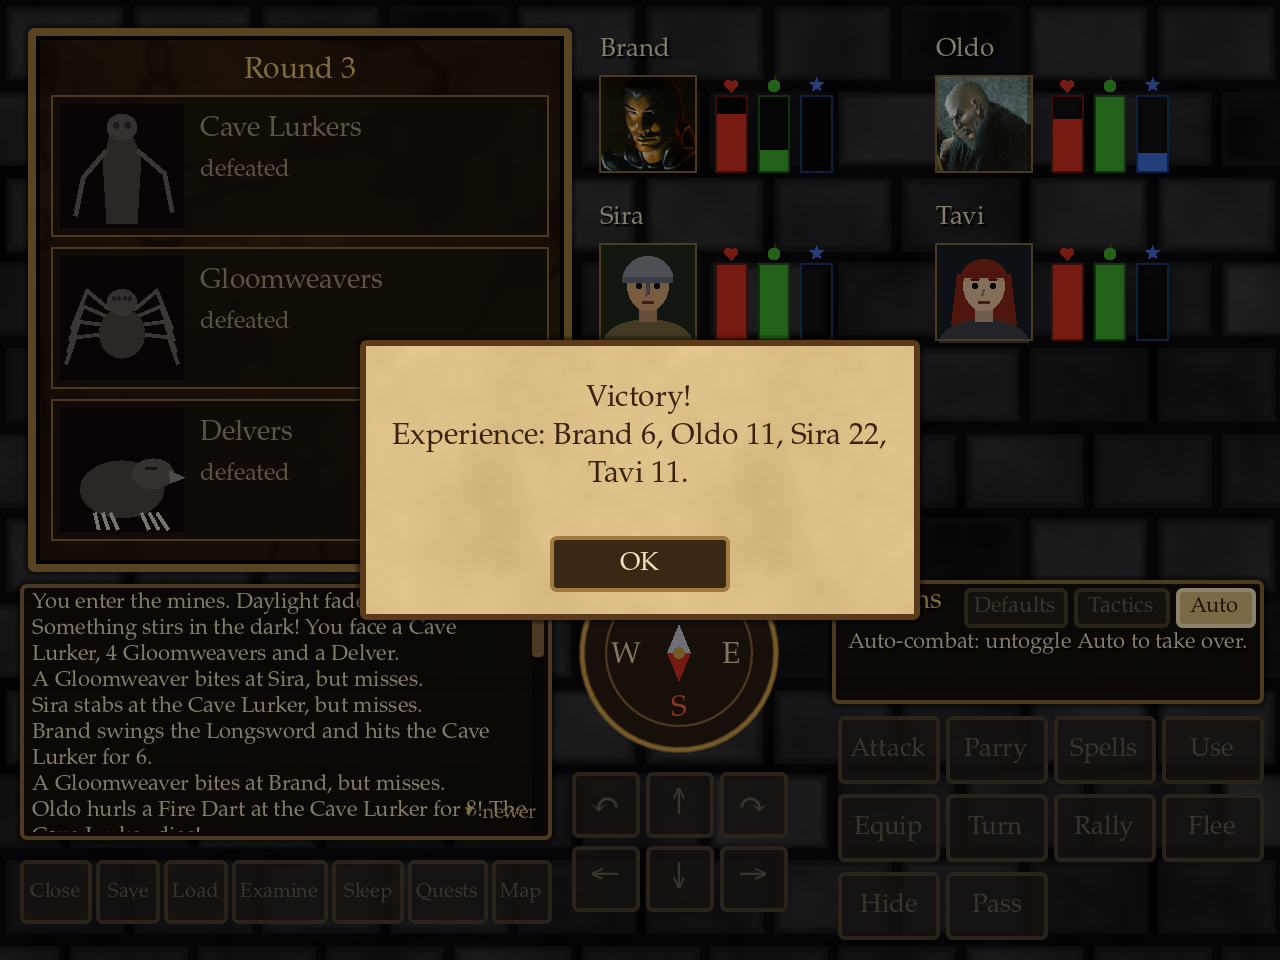 Round 3
Cave Lurkers
defeated
Gloomweavers
defeated
Delvers
defeated
Brand
Oldo
Sira
Tavi
Victory!
Experience: Brand 6, Oldo 11, Sira 22,
Tavi 11.
OK
You enter the mines. Daylight
Something stirs in the dark! You face a Cave
Lurker, 4 Gloomweavers and a Delver.
A Gloomweaver bites at Sira, but misses.
Sira stabs at the Cave Lurker, but misses.
Brand swings the Longsword and hits the Cave
Lurker for 6.
A Gloomweaver bites at Brand, but misses.
Oldo hurls a Fire Dart at the Cave Lurker for 8! The
▼ newer
W
E
S
Defaults
Tactics
Auto
Auto-combat: untoggle Auto to take over.
Attack
Parry
Spells
Use
Equip
Turn
Rally
Flee
Hide
Pass
Close
Save
Load
Examine
Sleep
Quests
Map